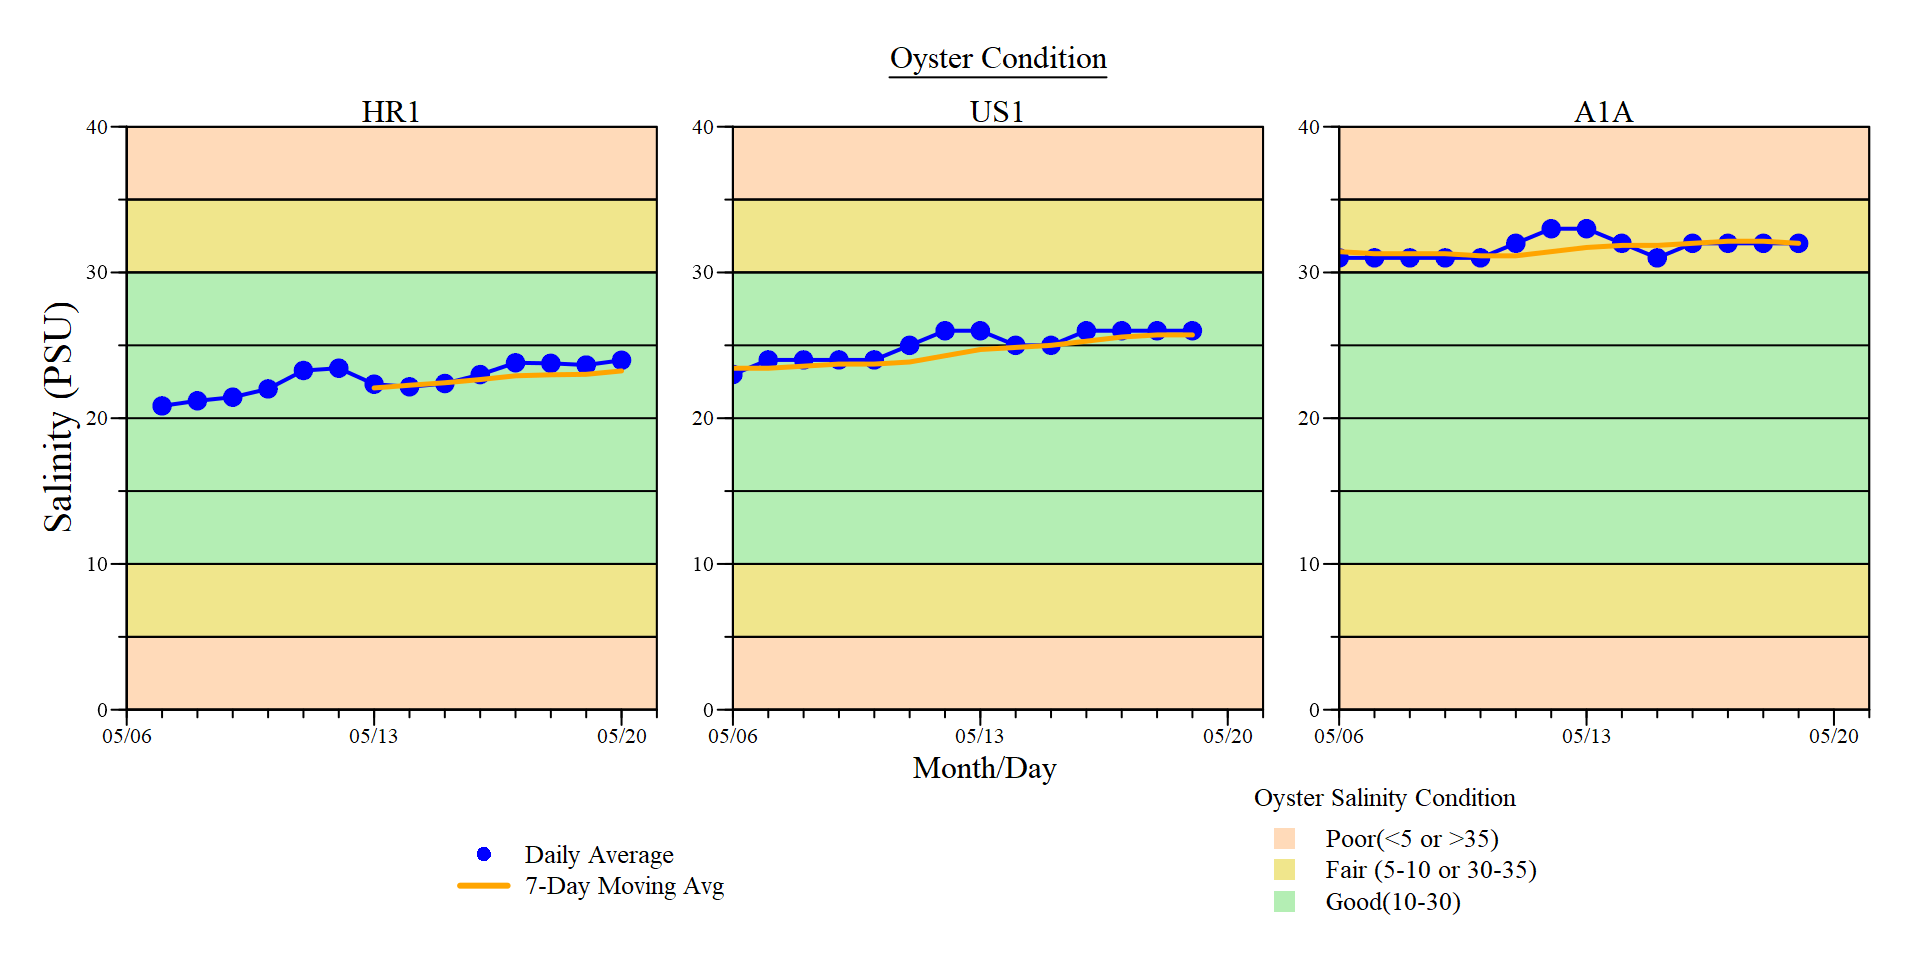 Oyster Condition
HR1
US1
A1A
40
30
20
10
0
40
30
20
10
0
40
30
20
10
0
Salinity (PSU)
05/06
05/13
05/20
05/06
05/13
05/20
05/06
05/13
05/20
Month/Day
Daily Average
7-Day Moving Avg
Oyster Salinity Condition
Poor(<5 or >35)
Fair (5-10 or 30-35)
Good(10-30)